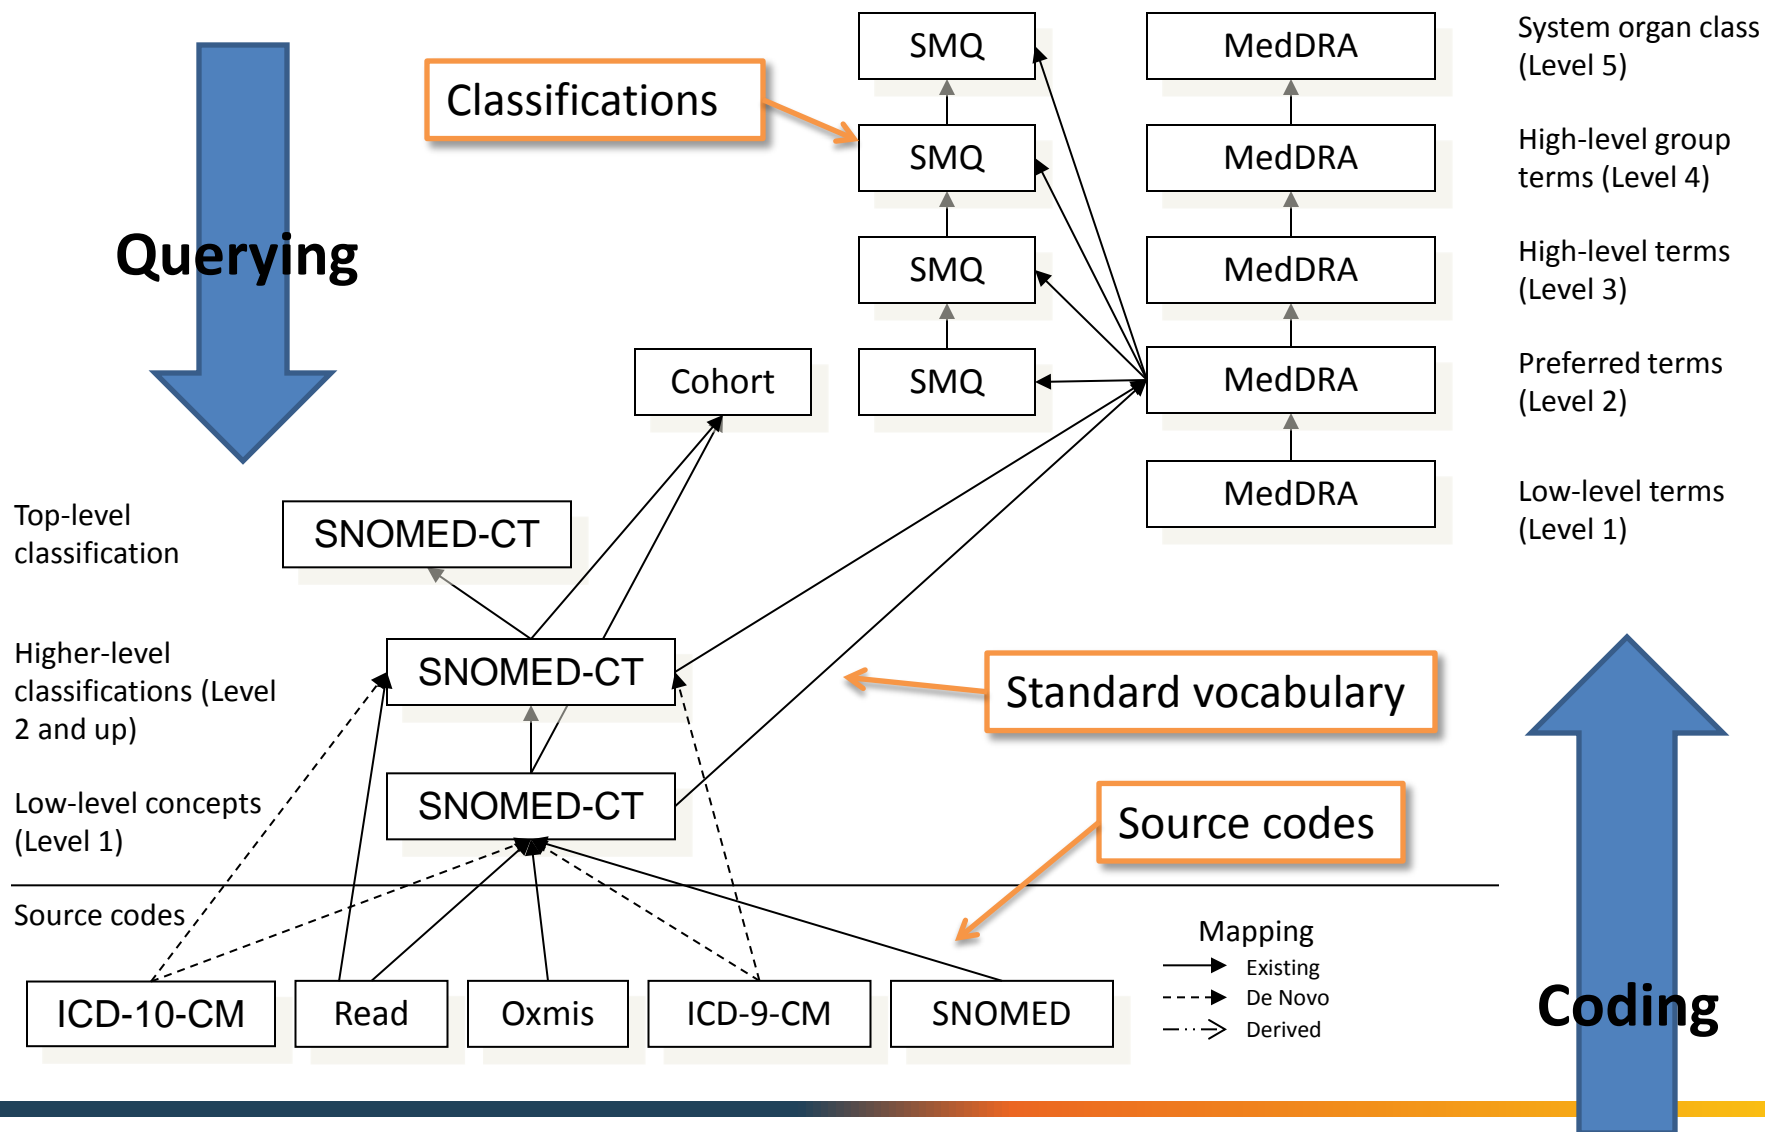 SMQ
MedDRA
System organ class
(Level 5)
Classifications
SMQ
MedDRA
High-level group
terms (Level 4)
Querying
SMQ
MedDRA
High-level terms
(Level 3)
Cohort
SMQ
MedDRA
Preferred terms
(Level 2)
MedDRA
Low-level terms
(Level 1)
Top-level
classification
SNOMED-CT
Higher-level
classifications (Level
2 and up)
SNOMED-CT
Standard vocabulary
Low-level concepts
(Level 1)
SNOMED-CT
Source codes
Source codes
Mapping
Existing
De Novo
Derived
ICD-10-CM
Read
Oxmis
ICD-9-CM
SNOMED
Coding